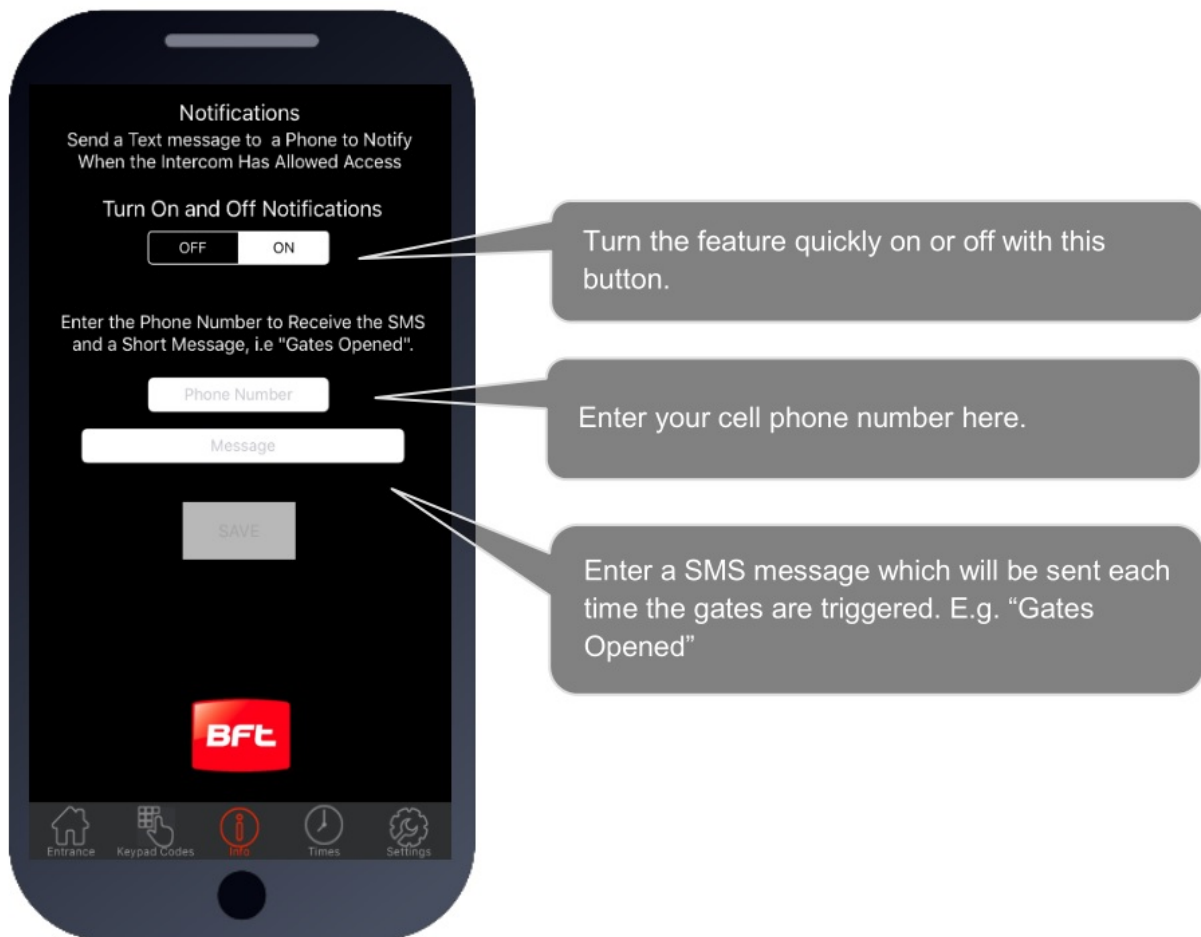 Notifications
Send a Text message to a Phone to Notify
When the Intercom Has Allowed Access
Turn On and Off Notifications
OFF ON
Enter the Phone Number to Receive the SMS
and a Short Message, i.e "Gates Opened".
Phone Number
Message
SAVE
BFt
Entrance Keypad Codes Info Times Settings
Turn the feature quickly on or off with this
button.
Enter your cell phone number here.
Enter a SMS message which will be sent each
time the gates are triggered. E.g. “Gates
Opened”